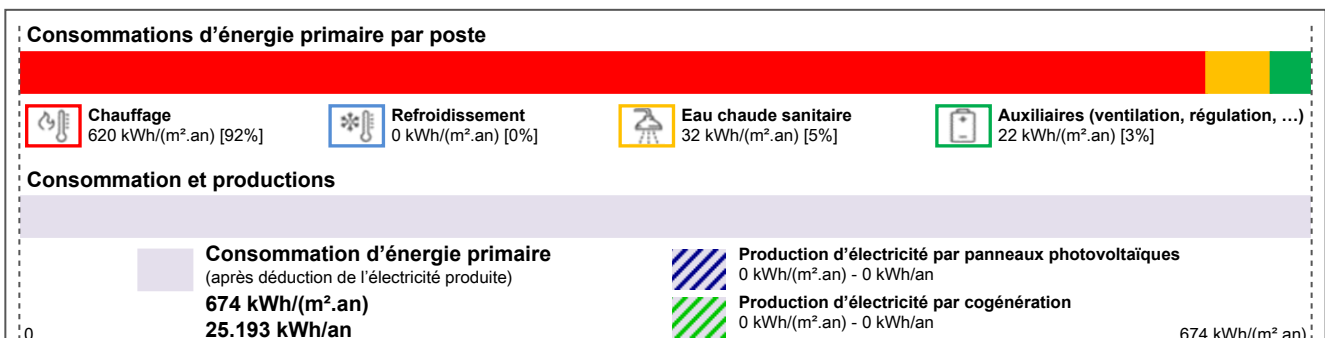 Consommations d’énergie primaire par poste
Chauffage
620 kWh/(m².an) [92%]
Refroidissement
0 kWh/(m².an) [0%]
Eau chaude sanitaire
32 kWh/(m².an) [5%]
Auxiliaires (ventilation, régulation, …)
22 kWh/(m².an) [3%]
Consommation et productions
Consommation d’énergie primaire
(après déduction de l’électricité produite)
674 kWh/(m².an)
25.193 kWh/an
Production d’électricité par panneaux photovoltaïques
0 kWh/(m².an) - 0 kWh/an
Production d’électricité par cogénération
0 kWh/(m².an) - 0 kWh/an
0
674 kWh/(m².an)